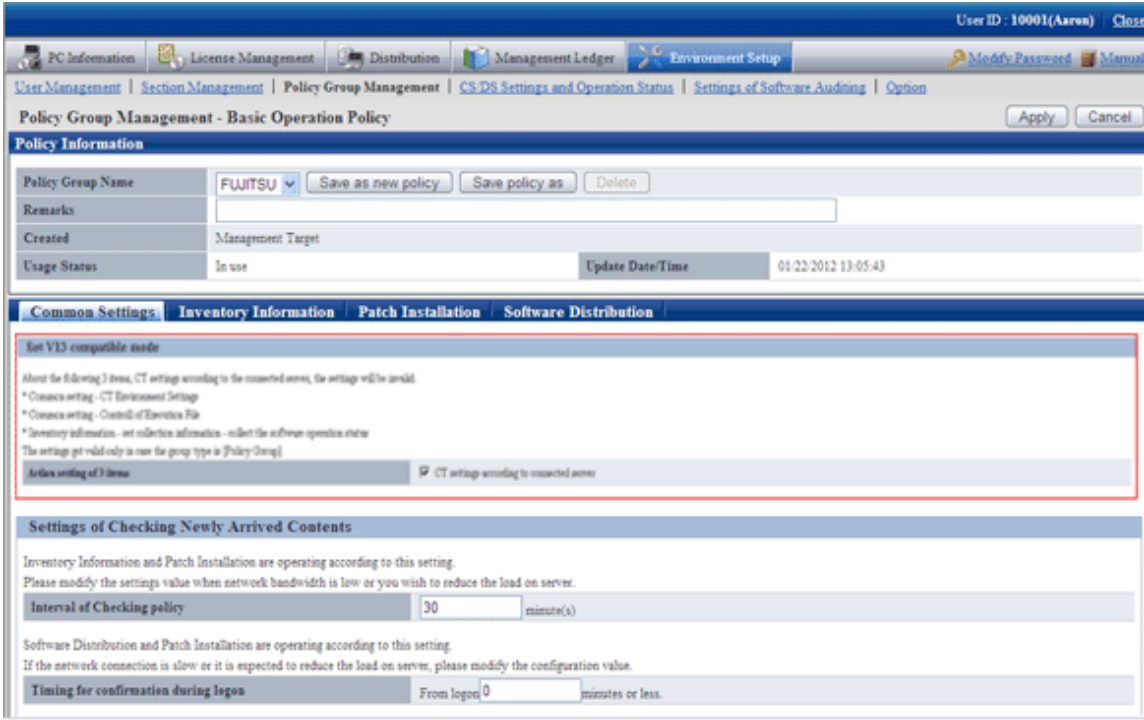 User ID : 10001(Aaron) Close
PC Information License Management Distribution Management Ledger Environment Setup Modify Password Manual
User Management | Section Management | Policy Group Management | CS/DS Settings and Operation Status | Settings of Software Auditing | Option
Policy Group Management - Basic Operation Policy Apply Cancel
Policy Information
Policy Group Name FUJITSU Save as new policy Save policy as Delete
Remarks
Created Management Target
Usage Status In use Update Date/Time 01/22/2012 13:05:43
Common Settings Inventory Information Patch Installation Software Distribution
Set V13 compatible mode
About the following 3 items, CT settings according to the connected server, the settings will be invalid.
* Common setting - CT Environment Settings
* Common setting - Controll of Execution File
* Inventory information - set collection information - collect the software operation status
The settings get valid only in case the group type is [Policy Group].
Action setting of 3 items CT settings according to connected server
Settings of Checking Newly Arrived Contents
Inventory Information and Patch Installation are operating according to this setting.
Please modify the settings value when network bandwidth is low or you wish to reduce the load on server.
Interval of Checking policy 30 minute(s)
Software Distribution and Patch Installation are operating according to this setting.
If the network connection is slow or it is expected to reduce the load on server, please modify the configuration value.
Timing for confirmation during logon From logon 0 minutes or less.